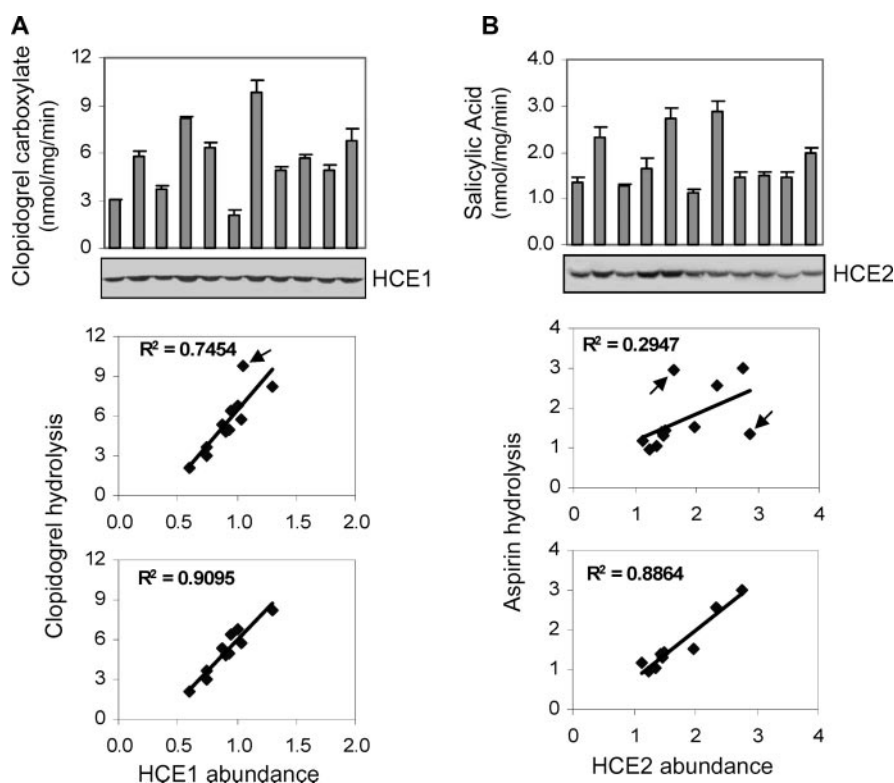 A
Clopidogrel carboxylate
(nmol/mg/min)
12
9
6
3
0
HCE1
Clopidogrel hydrolysis
12
9
6
3
0
R² = 0.7454
0.0 0.5 1.0 1.5 2.0
12
9
6
3
0
R² = 0.9095
0.0 0.5 1.0 1.5 2.0
HCE1 abundance
B
Salicylic Acid
(nmol/mg/min)
4.0
3.0
2.0
1.0
0.0
HCE2
Aspirin hydrolysis
4
3
2
1
0
R² = 0.2947
0 1 2 3 4
4
3
2
1
0
R² = 0.8864
0 1 2 3 4
HCE2 abundance